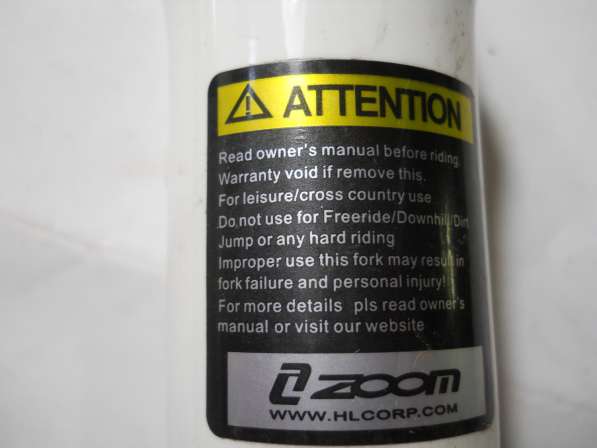 ATTENTION
Read owner's manual before riding.
Warranty void if remove this.
For leisure/cross country use
Do not use for Freeride/Downhill/Dirt
Jump or any hard riding
Improper use this fork may result in
fork failure and personal injury!
For more details pls read owner's
manual or visit our website
zoom
WWW.HLCORP.COM